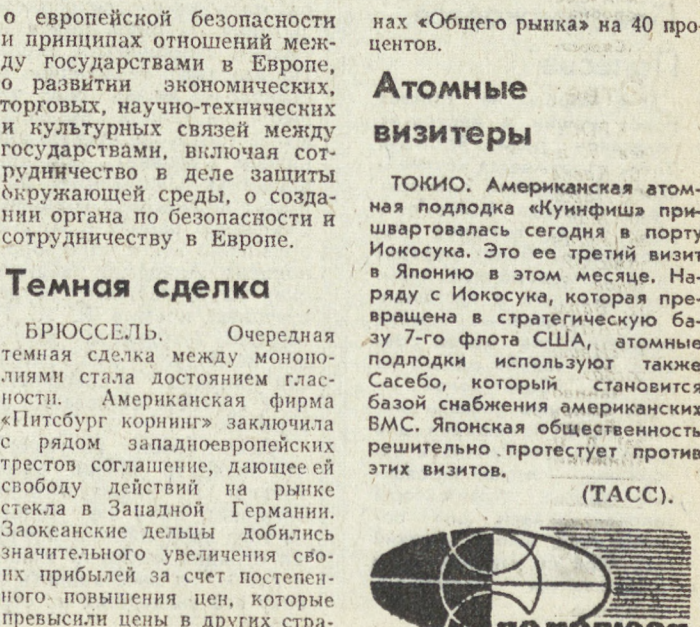 о европейской безопасности
и принципах отношений меж-
ду государствами в Европе,
о развитии экономических,
торговых, научно-технических
и культурных связей между
государствами, включая сот-
рудничество в деле защиты
окружающей среды, о созда-
нии органа по безопасности и
сотрудничеству в Европе.
Темная сделка
БРЮССЕЛЬ. Очередная
темная сделка между монопо-
лиями стала достоянием глас-
ности. Американская фирма
«Питсбург корнинг» заключила
с рядом западноевропейских
трестов соглашение, дающее ей
свободу действий на рынке
стекла в Западной Германии.
Заокеанские дельцы добились
значительного увеличения сво-
их прибылей за счет постепен-
ного повышения цен, которые
превысили цены в других стра-
нах «Общего рынка» на 40 про-
центов.
Атомные
визитеры
ТОКИО. Американская атом-
ная подлодка «Куинфиш» при-
швартовалась сегодня в порту
Иокосука. Это ее третий визит
в Японию в этом месяце. На-
ряду с Иокосука, которая пре-
вращена в стратегическую ба-
зу 7-го флота США, атомные
подлодки используют также
Сасебо, который становится
базой снабжения американских
ВМС. Японская общественность
решительно протестует против
этих визитов.
(ТАСС).